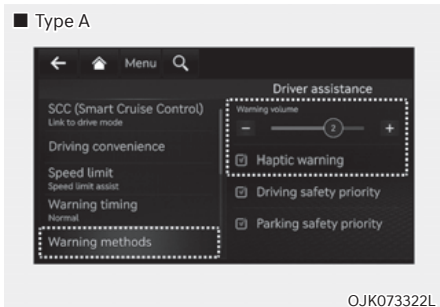 ■ Type A
Menu
Driver assistance
SCC (Smart Cruise Control)
Link to drive mode
Driving convenience
Speed limit
Speed limit assist
Warning timing
Normal
Warning methods
Warning volume
− 2 +
Haptic warning
Driving safety priority
Parking safety priority
OJK073322L